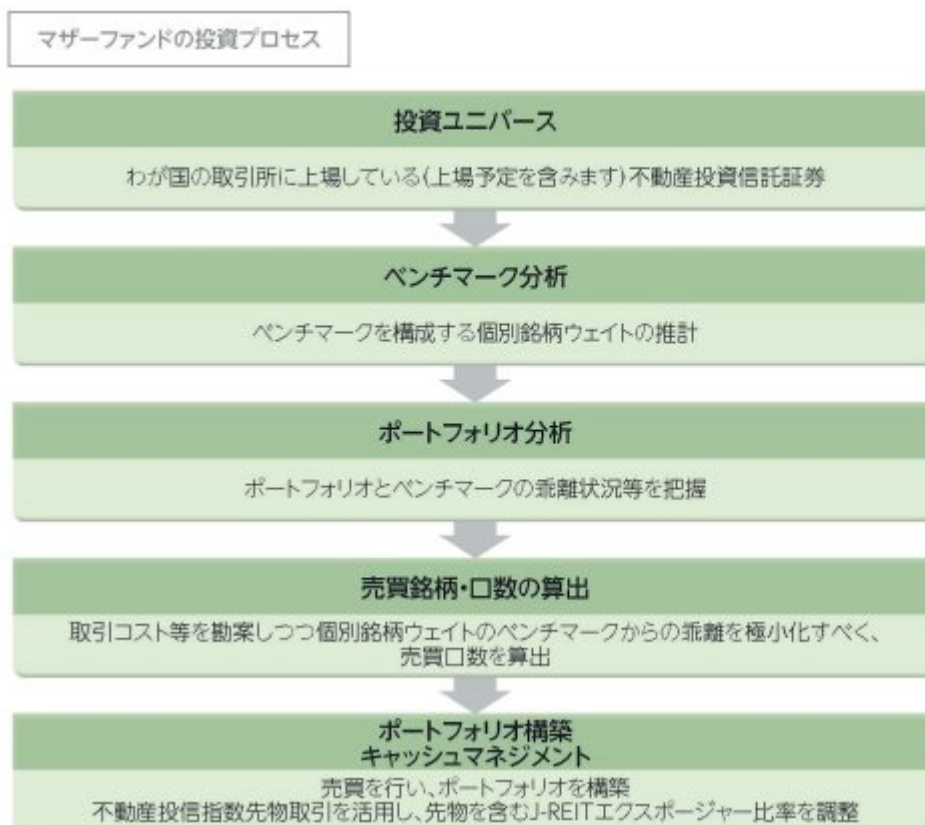 マザーファンドの投資プロセス
投資ユニバース
わが国の取引所に上場している(上場予定を含みます)不動産投資信託証券
ベンチマーク分析
ベンチマークを構成する個別銘柄ウェイトの推計
ポートフォリオ分析
ポートフォリオとベンチマークの乖離状況等を把握
売買銘柄・口数の算出
取引コスト等を勘案しつつ個別銘柄ウェイトのベンチマークからの乖離を極小化すべく、
売買口数を算出
ポートフォリオ構築
キャッシュマネジメント
売買を行い、ポートフォリオを構築
不動産投信指数先物取引を活用し、先物を含むJ-REITエクスポージャー比率を調整